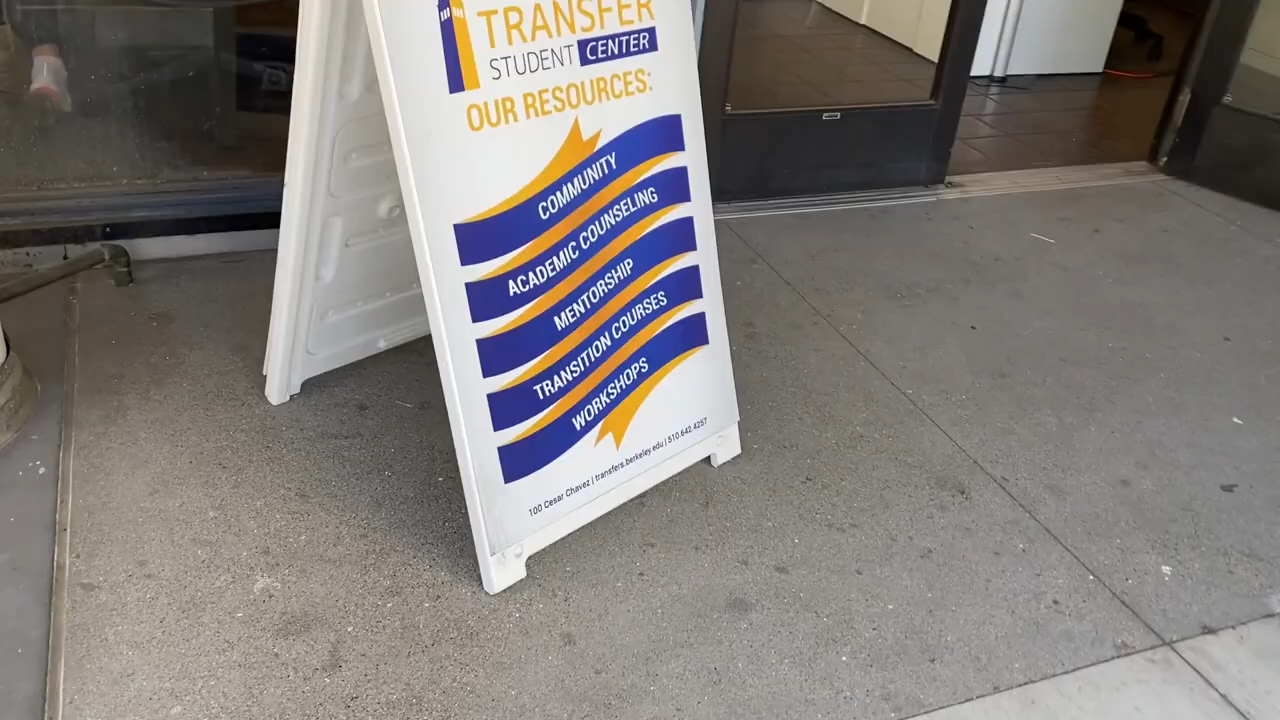 TRANSFER
STUDENT CENTER
OUR RESOURCES:
COMMUNITY
ACADEMIC COUNSELING
MENTORSHIP
TRANSITION COURSES
WORKSHOPS
100 Cesar Chavez | transfers.berkeley.edu | 510.642.4257